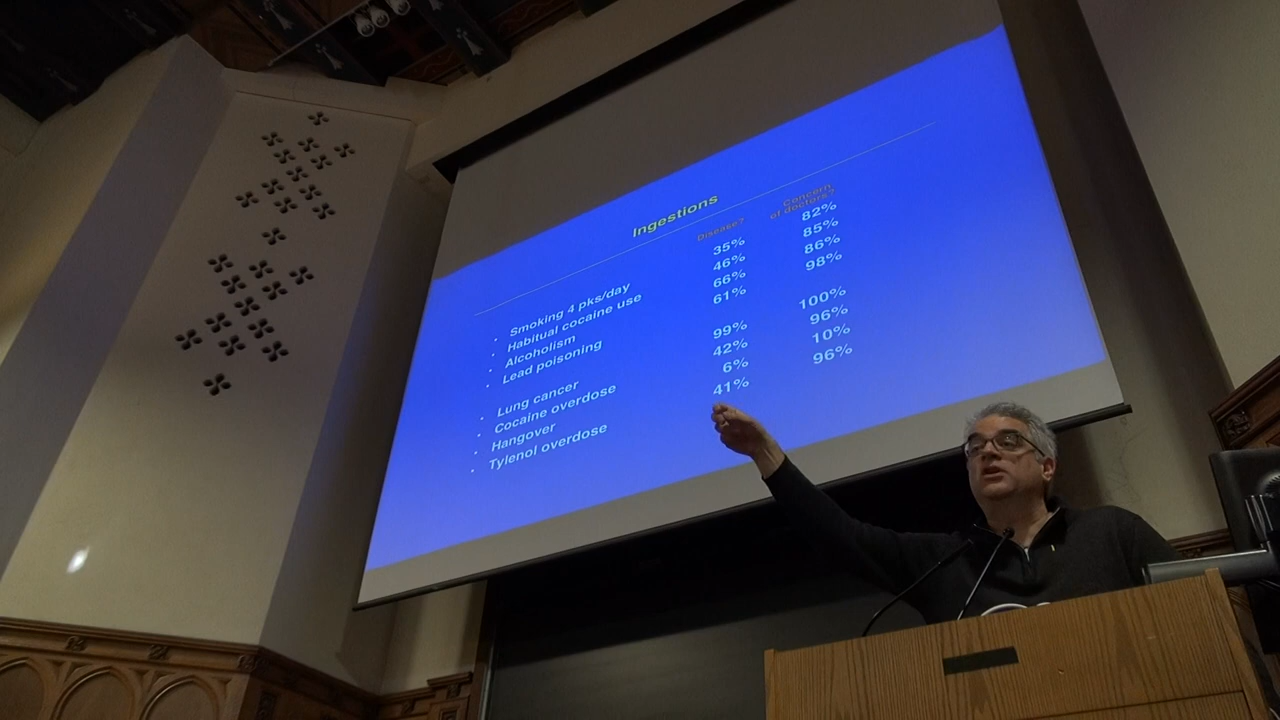 Ingestions
Disease? Concern
of doctors?
• Smoking 4 pks/day 35% 82%
• Habitual cocaine use 46% 85%
• Alcoholism 66% 86%
• Lead poisoning 61% 98%
• Lung cancer 99% 100%
• Cocaine overdose 42% 96%
• Hangover 6% 10%
• Tylenol overdose 41% 96%